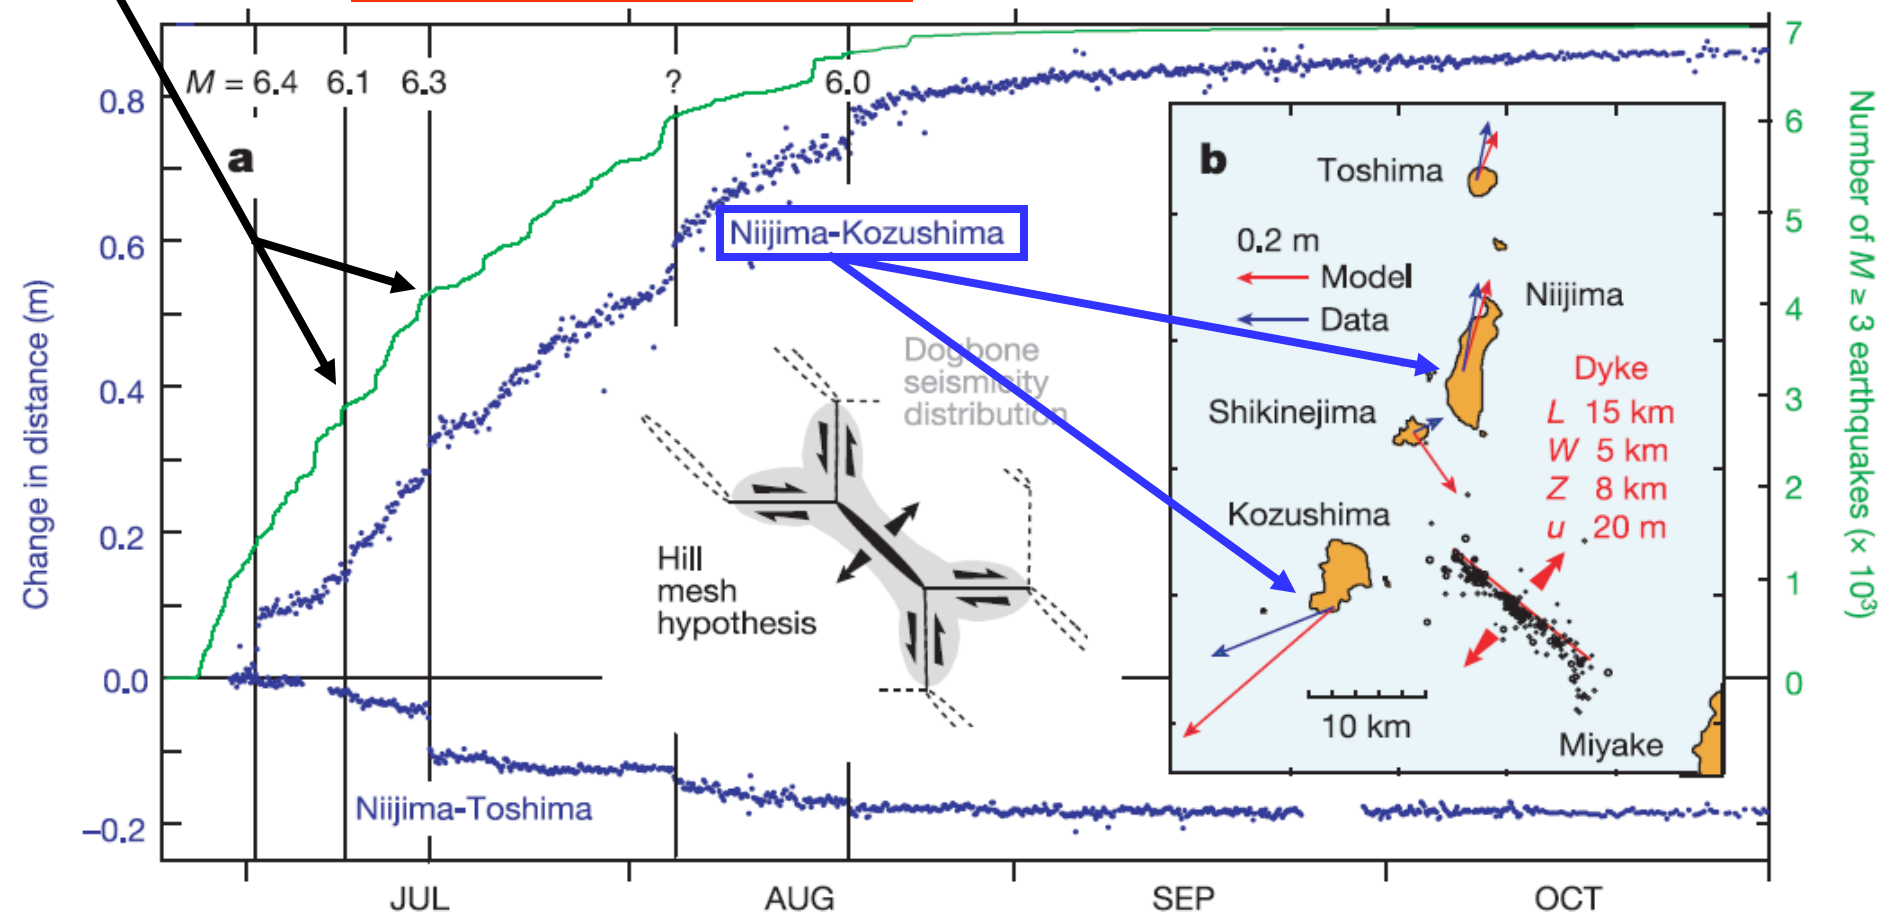 M = 6.4 6.1 6.3 ? 6.0
a
0.8
0.6
0.4
0.2
0.0
−0.2
Change in distance (m)
Niijima-Kozushima
Niijima-Toshima
Dogbone
seismicity
distribution
Hill
mesh
hypothesis
JUL AUG SEP OCT
b
Toshima
0.2 m
Model
Data
Niijima
Shikinejima
Kozushima
Dyke
L 15 km
W 5 km
Z 8 km
u 20 m
10 km
Miyake
7
6
5
4
3
2
1
0
Number of M ≥ 3 earthquakes (× 10³)